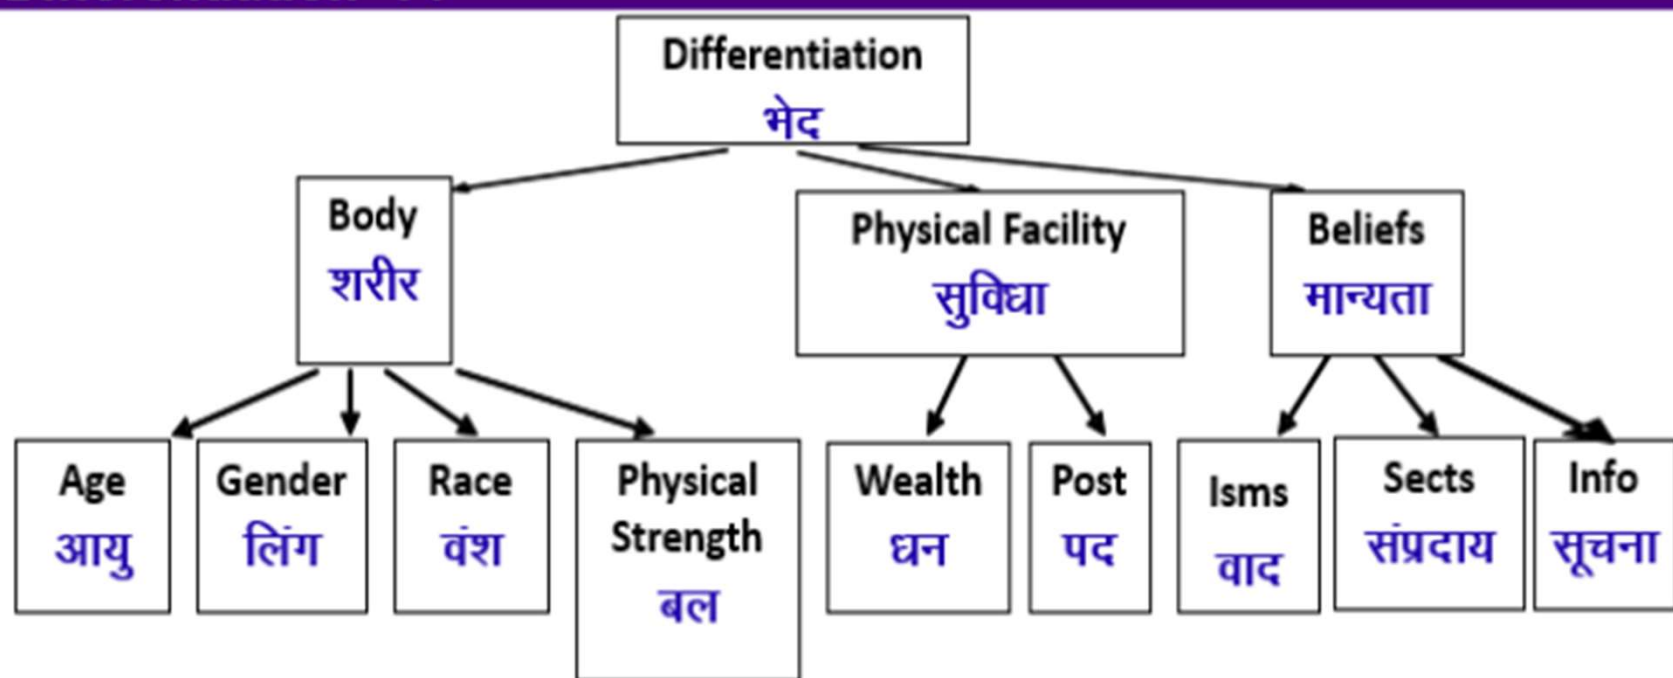 Differentiation
भेद
Body
शरीर
Physical Facility
सुविधा
Beliefs
मान्यता
Age
आयु
Gender
लिंग
Race
वंश
Physical
Strength
बल
Wealth
धन
Post
पद
Isms
वाद
Sects
संप्रदाय
Info
सूचना